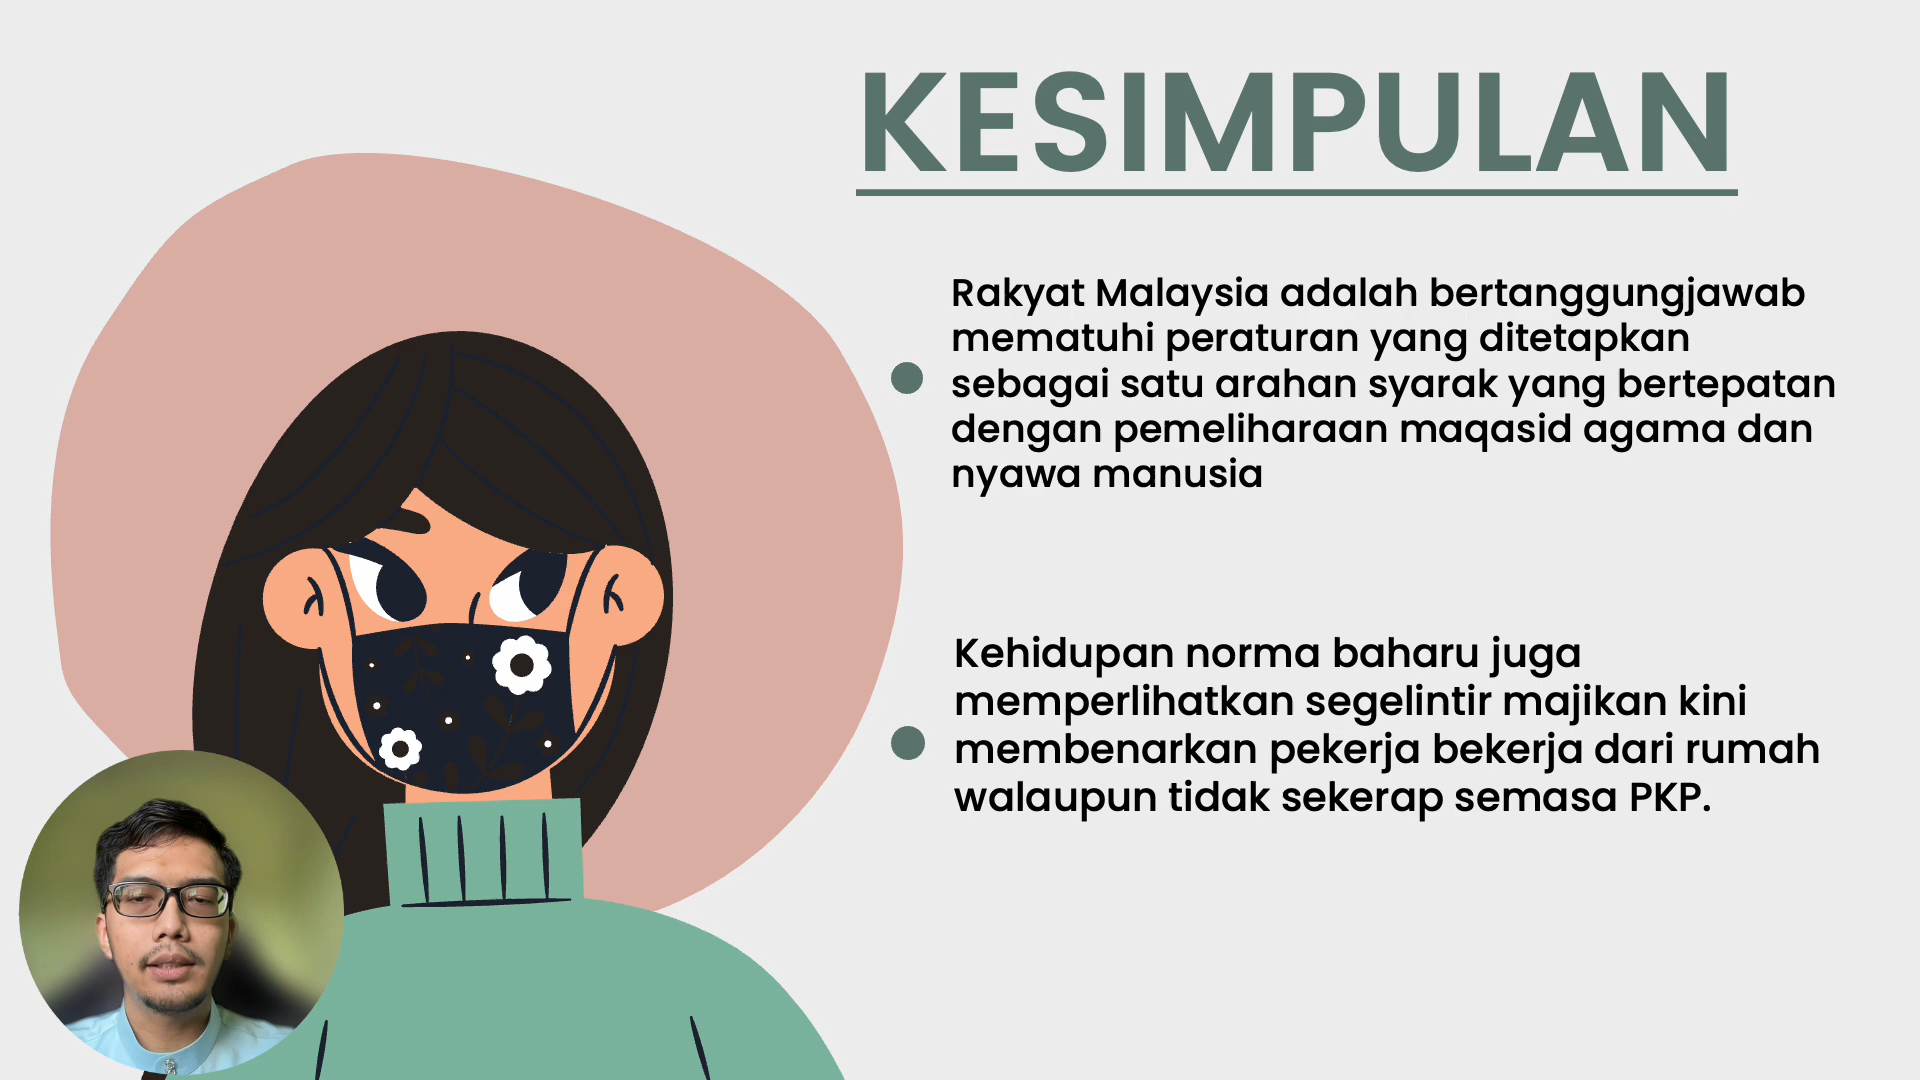 KESIMPULAN
Rakyat Malaysia adalah bertanggungjawab
mematuhi peraturan yang ditetapkan
sebagai satu arahan syarak yang bertepatan
dengan pemeliharaan maqasid agama dan
nyawa manusia
Kehidupan norma baharu juga
memperlihatkan segelintir majikan kini
membenarkan pekerja bekerja dari rumah
walaupun tidak sekerap semasa PKP.